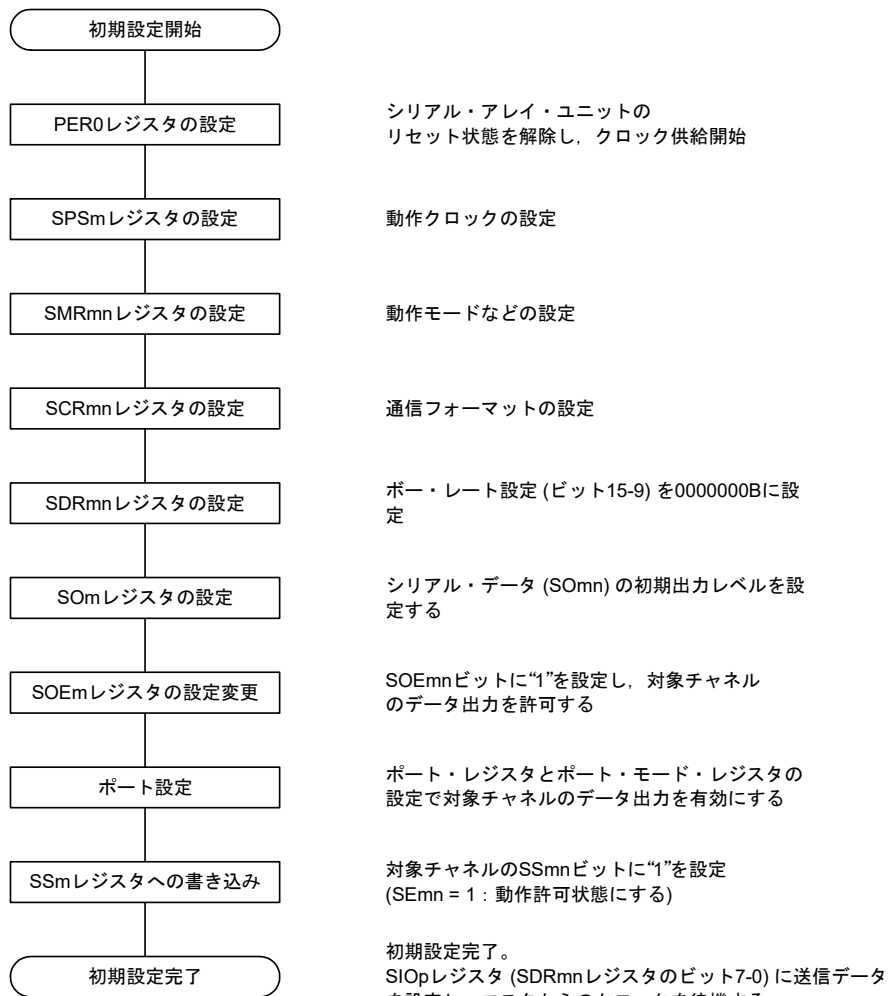 初期設定開始
PER0レジスタの設定
シリアル・アレイ・ユニットの
リセット状態を解除し，クロック供給開始
SPSmレジスタの設定
動作クロックの設定
SMRmnレジスタの設定
動作モードなどの設定
SCRmnレジスタの設定
通信フォーマットの設定
SDRmnレジスタの設定
ボー・レート設定 (ビット15-9) を0000000Bに設
定
SOmレジスタの設定
シリアル・データ (SOmn) の初期出力レベルを設
定する
SOEmレジスタの設定変更
SOEmnビットに“1”を設定し，対象チャネル
のデータ出力を許可する
ポート設定
ポート・レジスタとポート・モード・レジスタの
設定で対象チャネルのデータ出力を有効にする
SSmレジスタへの書き込み
対象チャネルのSSmnビットに“1”を設定
(SEmn = 1：動作許可状態にする)
初期設定完了
初期設定完了。
SIOpレジスタ (SDRmnレジスタのビット7-0) に送信データ